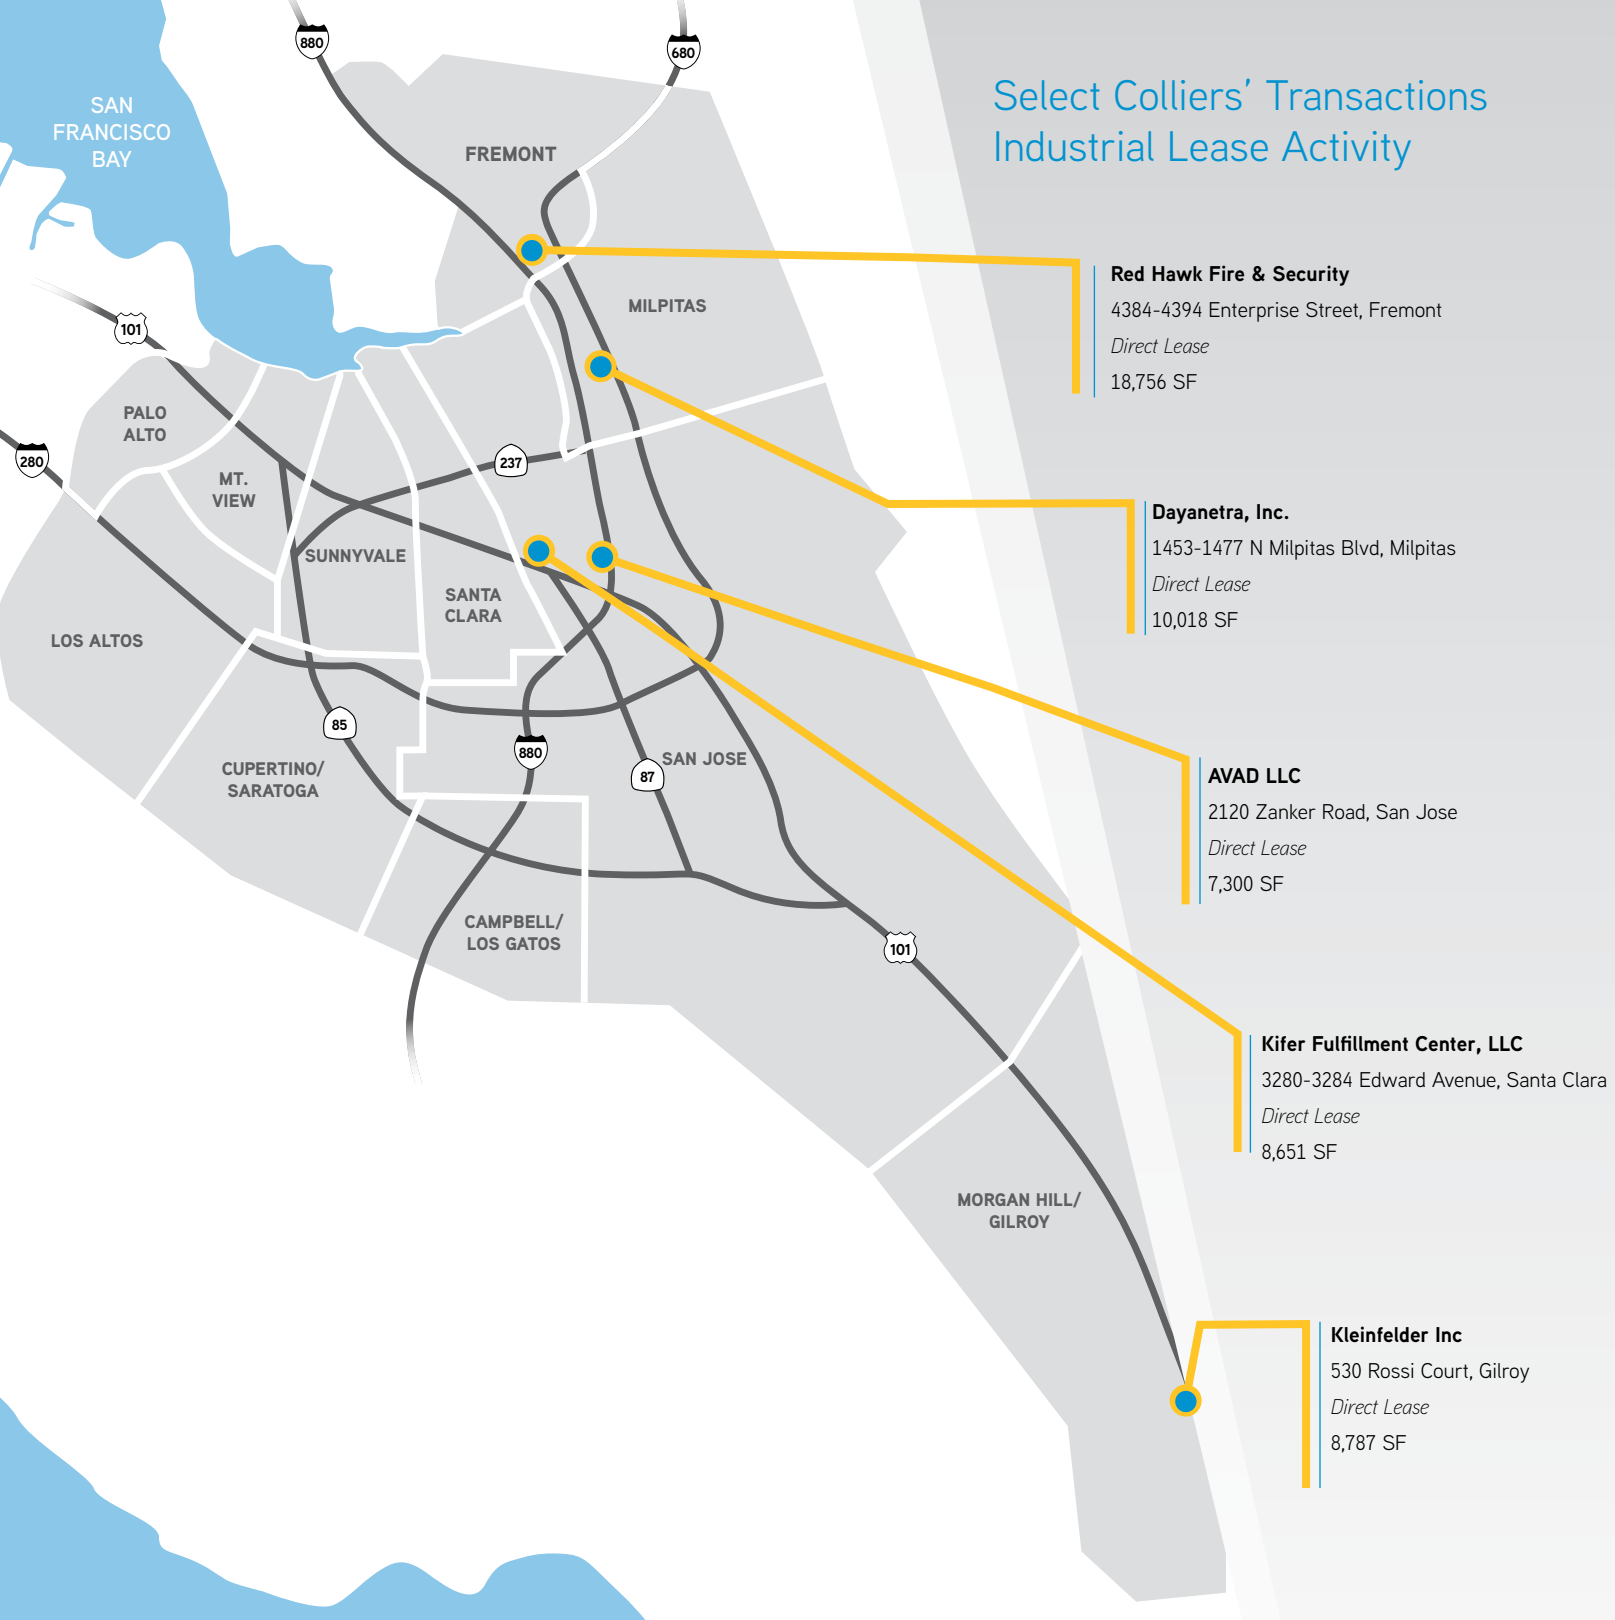 880
680
SAN
FRANCISCO
BAY
Select Colliers’ Transactions
Industrial Lease Activity
FREMONT
Red Hawk Fire & Security
4384-4394 Enterprise Street, Fremont
Direct Lease
18,756 SF
MILPITAS
101
PALO
ALTO
280
237
MT.
VIEW
Dayanetra, Inc.
1453-1477 N Milpitas Blvd, Milpitas
Direct Lease
10,018 SF
SUNNYVALE
SANTA
CLARA
LOS ALTOS
85
880
87
SAN JOSE
CUPERTINO/
SARATOGA
AVAD LLC
2120 Zanker Road, San Jose
Direct Lease
7,300 SF
CAMPBELL/
LOS GATOS
101
Kifer Fulfillment Center, LLC
3280-3284 Edward Avenue, Santa Clara
Direct Lease
8,651 SF
MORGAN HILL/
GILROY
Kleinfelder Inc
530 Rossi Court, Gilroy
Direct Lease
8,787 SF